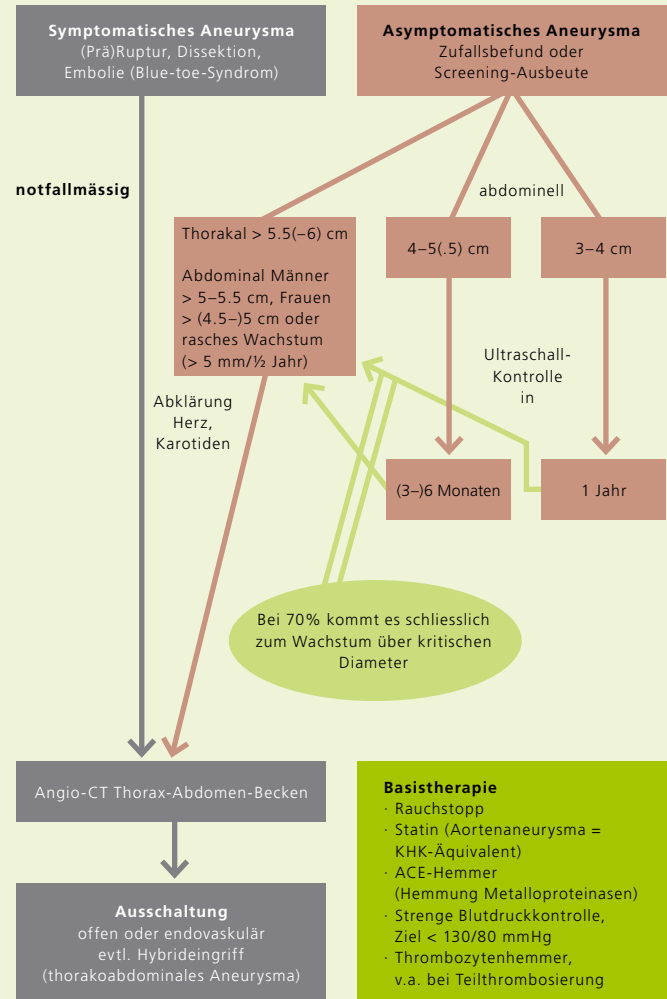 Symptomatisches Aneurysma
(Prä)Ruptur, Dissektion,
Embolie (Blue-toe-Syndrom)
Asymptomatisches Aneurysma
Zufallsbefund oder
Screening-Ausbeute
notfallmässig
abdominell
Thorakal > 5.5(–6) cm
Abdominal Männer
> 5–5.5 cm, Frauen
> (4.5–)5 cm oder
rasches Wachstum
(> 5 mm/½ Jahr)
4–5(.5) cm
3–4 cm
Ultraschall-
Kontrolle
in
Abklärung
Herz,
Karotiden
(3–)6 Monaten
1 Jahr
Bei 70% kommt es schliesslich
zum Wachstum über kritischen
Diameter
Angio-CT Thorax-Abdomen-Becken
Ausschaltung
offen oder endovaskulär
evtl. Hybrideingriff
(thorakoabdominales Aneurysma)
Basistherapie
· Rauchstopp
· Statin (Aortenaneurysma =
KHK-Äquivalent)
· ACE-Hemmer
(Hemmung Metalloproteinasen)
· Strenge Blutdruckkontrolle,
Ziel < 130/80 mmHg
· Thrombozytenhemmer,
v.a. bei Teilthrombosierung